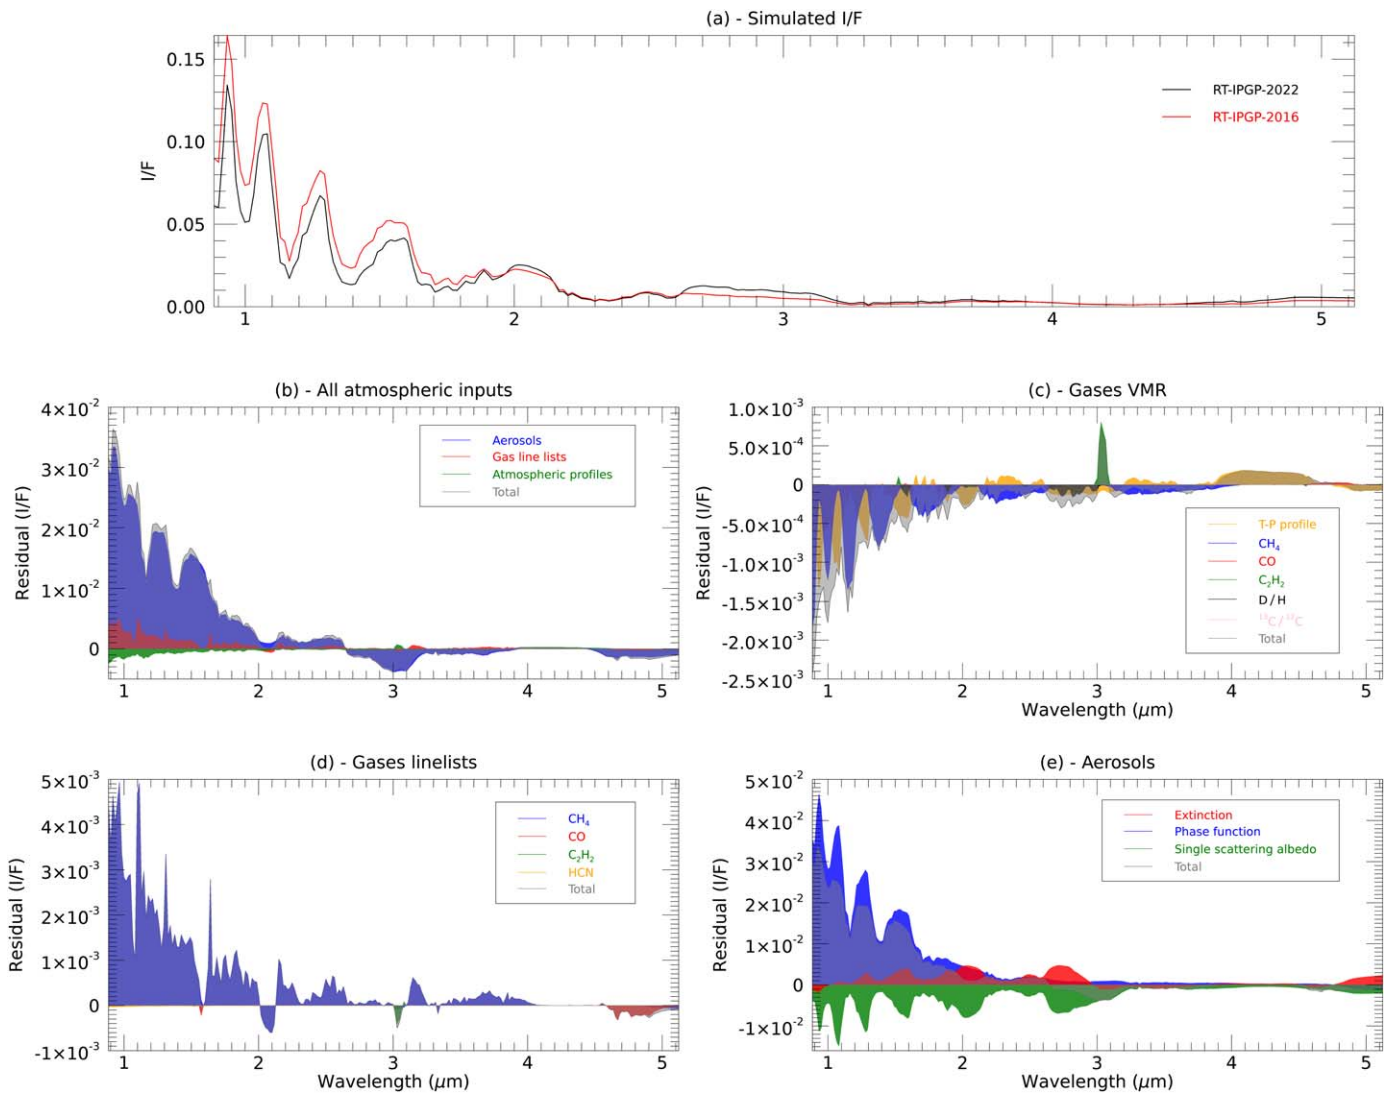 (a) - Simulated I/F
0.15
0.10
0.05
0.00
I/F
RT-IPGP-2022
RT-IPGP-2016
1 2 3 4 5
(b) - All atmospheric inputs
4×10⁻²
3×10⁻²
2×10⁻²
1×10⁻²
0
Residual (I/F)
Aerosols
Gas line lists
Atmospheric profiles
Total
1 2 3 4 5
(c) - Gases VMR
1.0×10⁻³
5.0×10⁻⁴
0
-5.0×10⁻⁴
-1.0×10⁻³
-1.5×10⁻³
-2.0×10⁻³
-2.5×10⁻³
Residual (I/F)
T-P profile
CH₄
CO
C₂H₂
D / H
¹³C / ¹²C
Total
1 2 3 4 5
Wavelength (μm)
(d) - Gases linelists
5×10⁻³
4×10⁻³
3×10⁻³
2×10⁻³
1×10⁻³
0
-1×10⁻³
Residual (I/F)
CH₄
CO
C₂H₂
HCN
Total
1 2 3 4 5
Wavelength (μm)
(e) - Aerosols
5×10⁻²
4×10⁻²
3×10⁻²
2×10⁻²
1×10⁻²
0
-1×10⁻²
Residual (I/F)
Extinction
Phase function
Single scattering albedo
Total
1 2 3 4 5
Wavelength (μm)